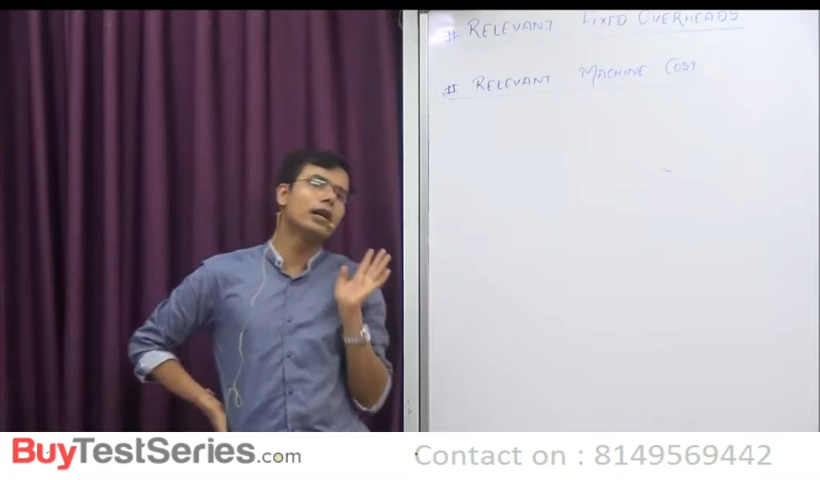 # RELEVANT FIXED OVERHEADS
# RELEVANT MACHINE COST
BuyTestSeries.com
Contact on : 8149569442